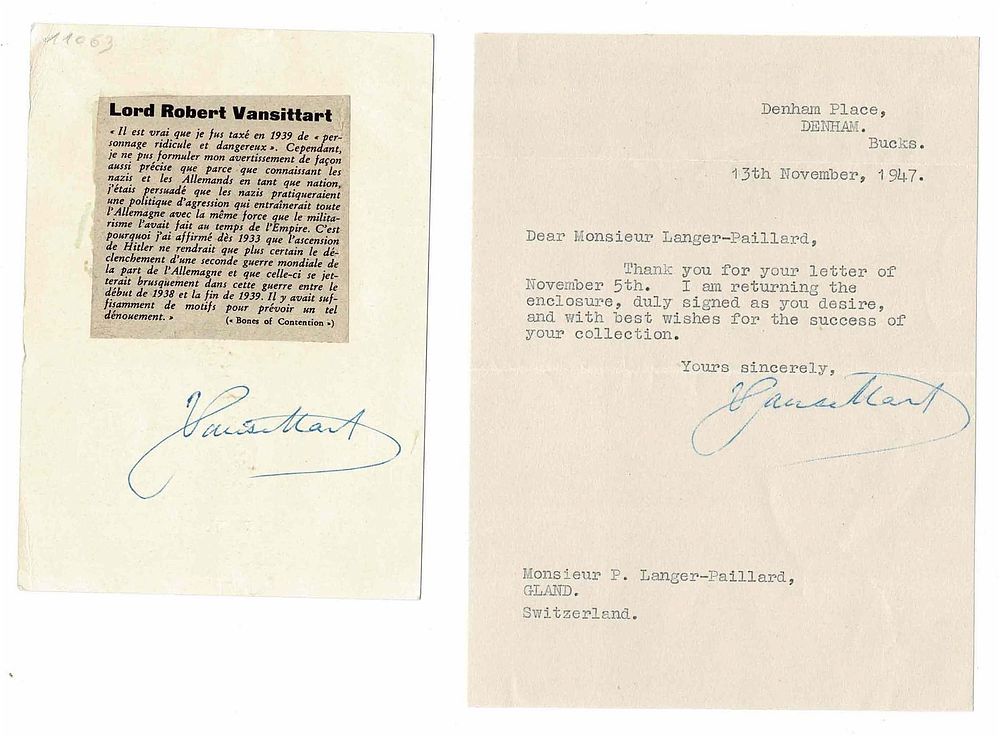 11063
Lord Robert Vansittart
« Il est vrai que je fus taxé en 1939 de « per-
sonnage ridicule et dangereux ». Cependant,
je ne pus formuler mon avertissement de façon
aussi précise que parce que connaissant les
nazis et les Allemands en tant que nation,
j'étais persuadé que les nazis pratiqueraient
une politique d'agression qui entraînerait toute
l'Allemagne avec la même force que le milita-
risme l'avait fait au temps de l'Empire. C'est
pourquoi j'ai affirmé dès 1933 que l'ascension
de Hitler ne rendrait que plus certain le dé-
clenchement d'une seconde guerre mondiale de
la part de l'Allemagne et que celle-ci se jet-
terait brusquement dans cette guerre entre le
début de 1938 et la fin de 1939. Il y avait suf-
fisamment de motifs pour prévoir un tel
dénouement. »
(« Bones of Contention »)
Vansittart
Denham Place,
DENHAM.
Bucks.
13th November, 1947.
Dear Monsieur Langer-Paillard,
Thank you for your letter of
November 5th. I am returning the
enclosure, duly signed as you desire,
and with best wishes for the success of
your collection.
Yours sincerely,
Vansittart
Monsieur P. Langer-Paillard,
GLAND.
Switzerland.